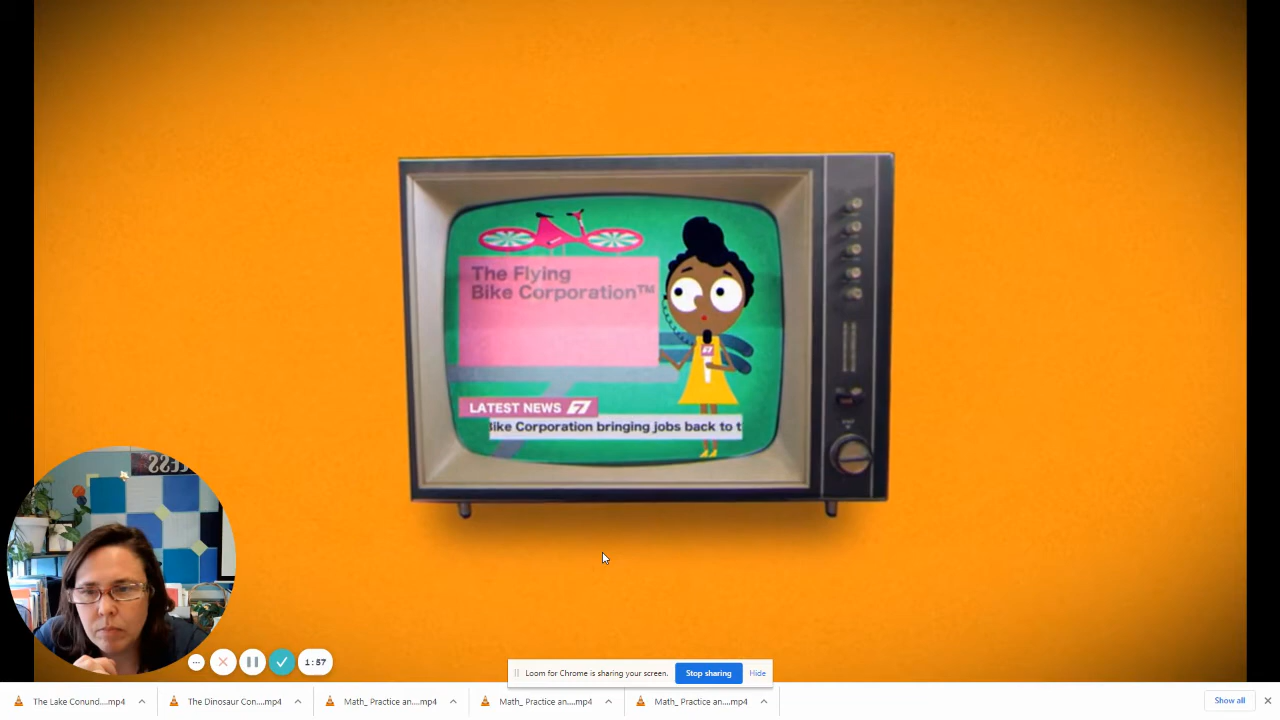 The Flying
Bike Corporation™
LATEST NEWS 7
Bike Corporation bringing jobs back to t
1:57
Loom for Chrome is sharing your screen.
Stop sharing
Hide
The Lake Conund....mp4
The Dinosaur Con....mp4
Math_ Practice an....mp4
Math_ Practice an....mp4
Math_ Practice an....mp4
Show all